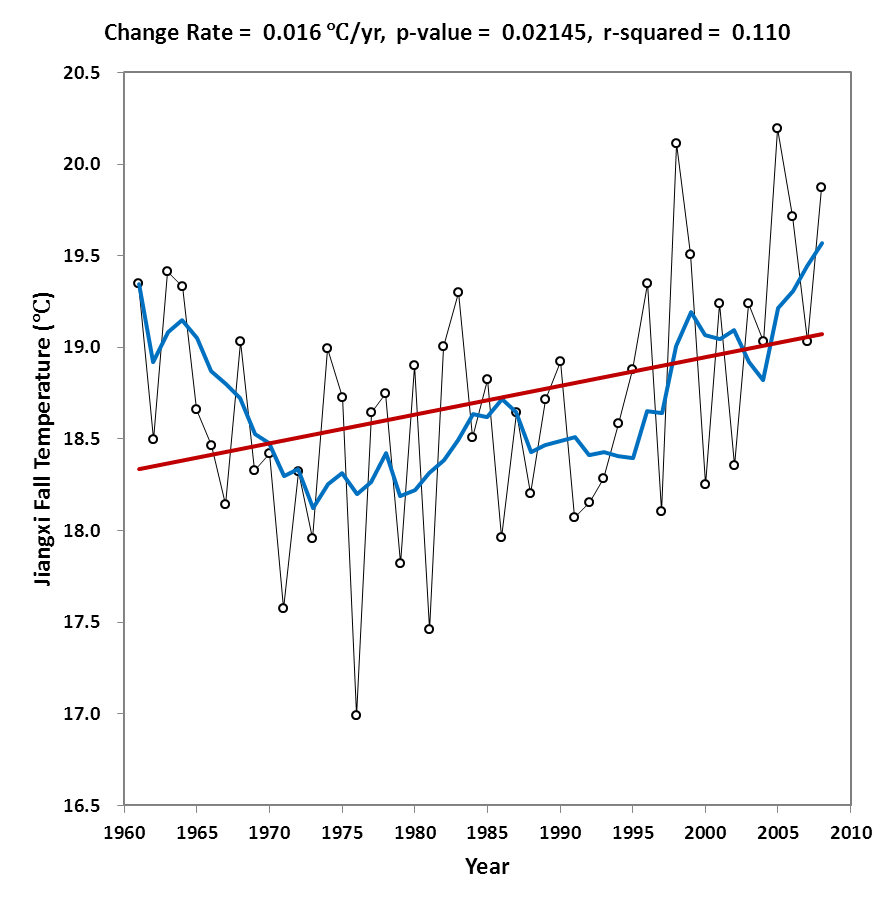 Change Rate = 0.016 ℃/yr, p-value = 0.02145, r-squared = 0.110
20.5
20.0
19.5
19.0
18.5
18.0
17.5
17.0
16.5
Jiangxi Fall Temperature (℃)
1960 1965 1970 1975 1980 1985 1990 1995 2000 2005 2010
Year